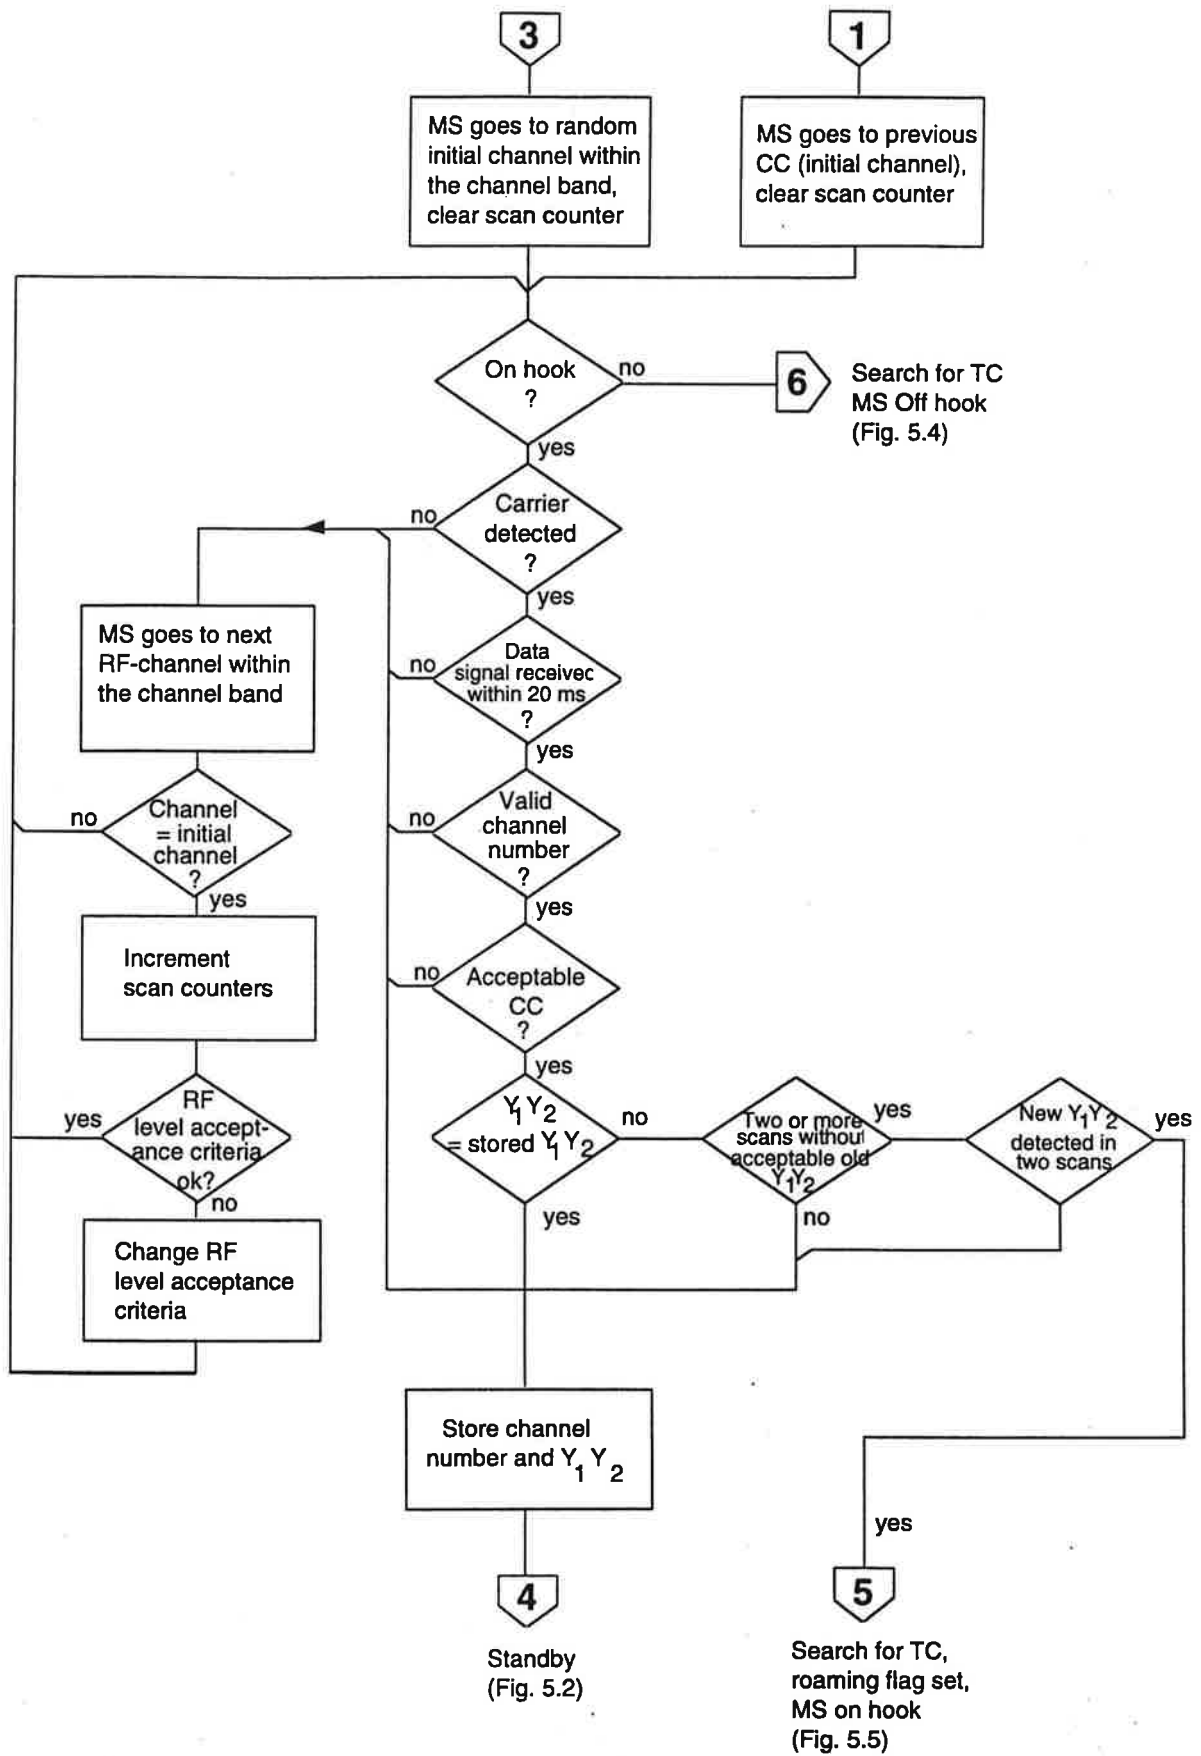 3
1
MS goes to random
initial channel within
the channel band,
clear scan counter
MS goes to previous
CC (initial channel),
clear scan counter
On hook
?
no
6
Search for TC
MS Off hook
(Fig. 5.4)
yes
Carrier
detected
?
no
yes
MS goes to next
RF-channel within
the channel band
Data
signal received
within 20 ms
?
no
yes
Channel
= initial
channel
?
no
yes
Valid
channel
number
?
no
yes
Increment
scan counters
Acceptable
CC
?
no
yes
RF
level accept-
ance criteria
ok?
yes
no
Y1 Y2
= stored Y1 Y2
no
yes
Two or more
scans without
acceptable old
Y1Y2
yes
no
New Y1Y2
detected in
two scans
yes
Change RF
level acceptance
criteria
Store channel
number and Y1 Y2
yes
4
5
Standby
(Fig. 5.2)
Search for TC,
roaming flag set,
MS on hook
(Fig. 5.5)